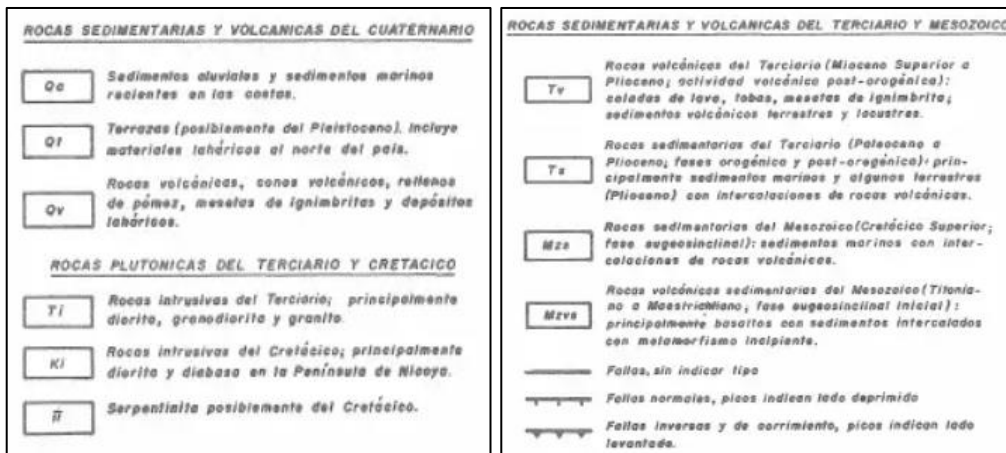 ROCAS SEDIMENTARIAS Y VOLCANICAS DEL CUATERNARIO
Qa
Sedimentos aluviales y sedimentos marinos
recientes en las costas.
Qt
Terrazas (posiblemente del Pleistoceno). Incluye
materiales laháricos al norte del país.
Qv
Rocas volcánicas, conos volcánicos, rellenos
de pómez, mesetas de ignimbritas y depósitos
laháricos.
ROCAS PLUTONICAS DEL TERCIARIO Y CRETACICO
Ti
Rocas intrusivas del Terciario; principalmente
diorita, granodiorita y granito.
Ki
Rocas intrusivas del Cretácico; principalmente
diorita y diabasa en la Península de Nicoya.
π
Serpentinita posiblemente del Cretácico.
ROCAS SEDIMENTARIAS Y VOLCANICAS DEL TERCIARIO Y MESOZOICO
Tv
Rocas volcánicas del Terciario (Mioceno Superior a
Plioceno; actividad volcánica post-orogénica):
coladas de lava, tobas, mesetas de ignimbrita;
sedimentos volcánicos terrestres y lacustres.
Ts
Rocas sedimentarias del Terciario (Paleoceno a
Plioceno; fases orogénica y post-orogénica): prin-
cipalmente sedimentos marinos y algunos terrestres
(Plioceno) con intercalaciones de rocas volcánicas.
Mzs
Rocas sedimentarias del Mesozoico (Cretácico Superior;
fase eugeosinclinal): sedimentos marinos con inter-
calaciones de rocas volcánicas.
Mzvs
Rocas volcánicas sedimentarias del Mesozoico (Titonia-
no a Maestrichtiano; fase eugeosinclinal inicial):
principalmente basaltos con sedimentos intercalados
con metamorfismo incipiente.
Fallas, sin indicar tipo
Fallas normales, picos indican lado deprimido
Fallas inversas y de corrimiento, picos indican lado
levantado.